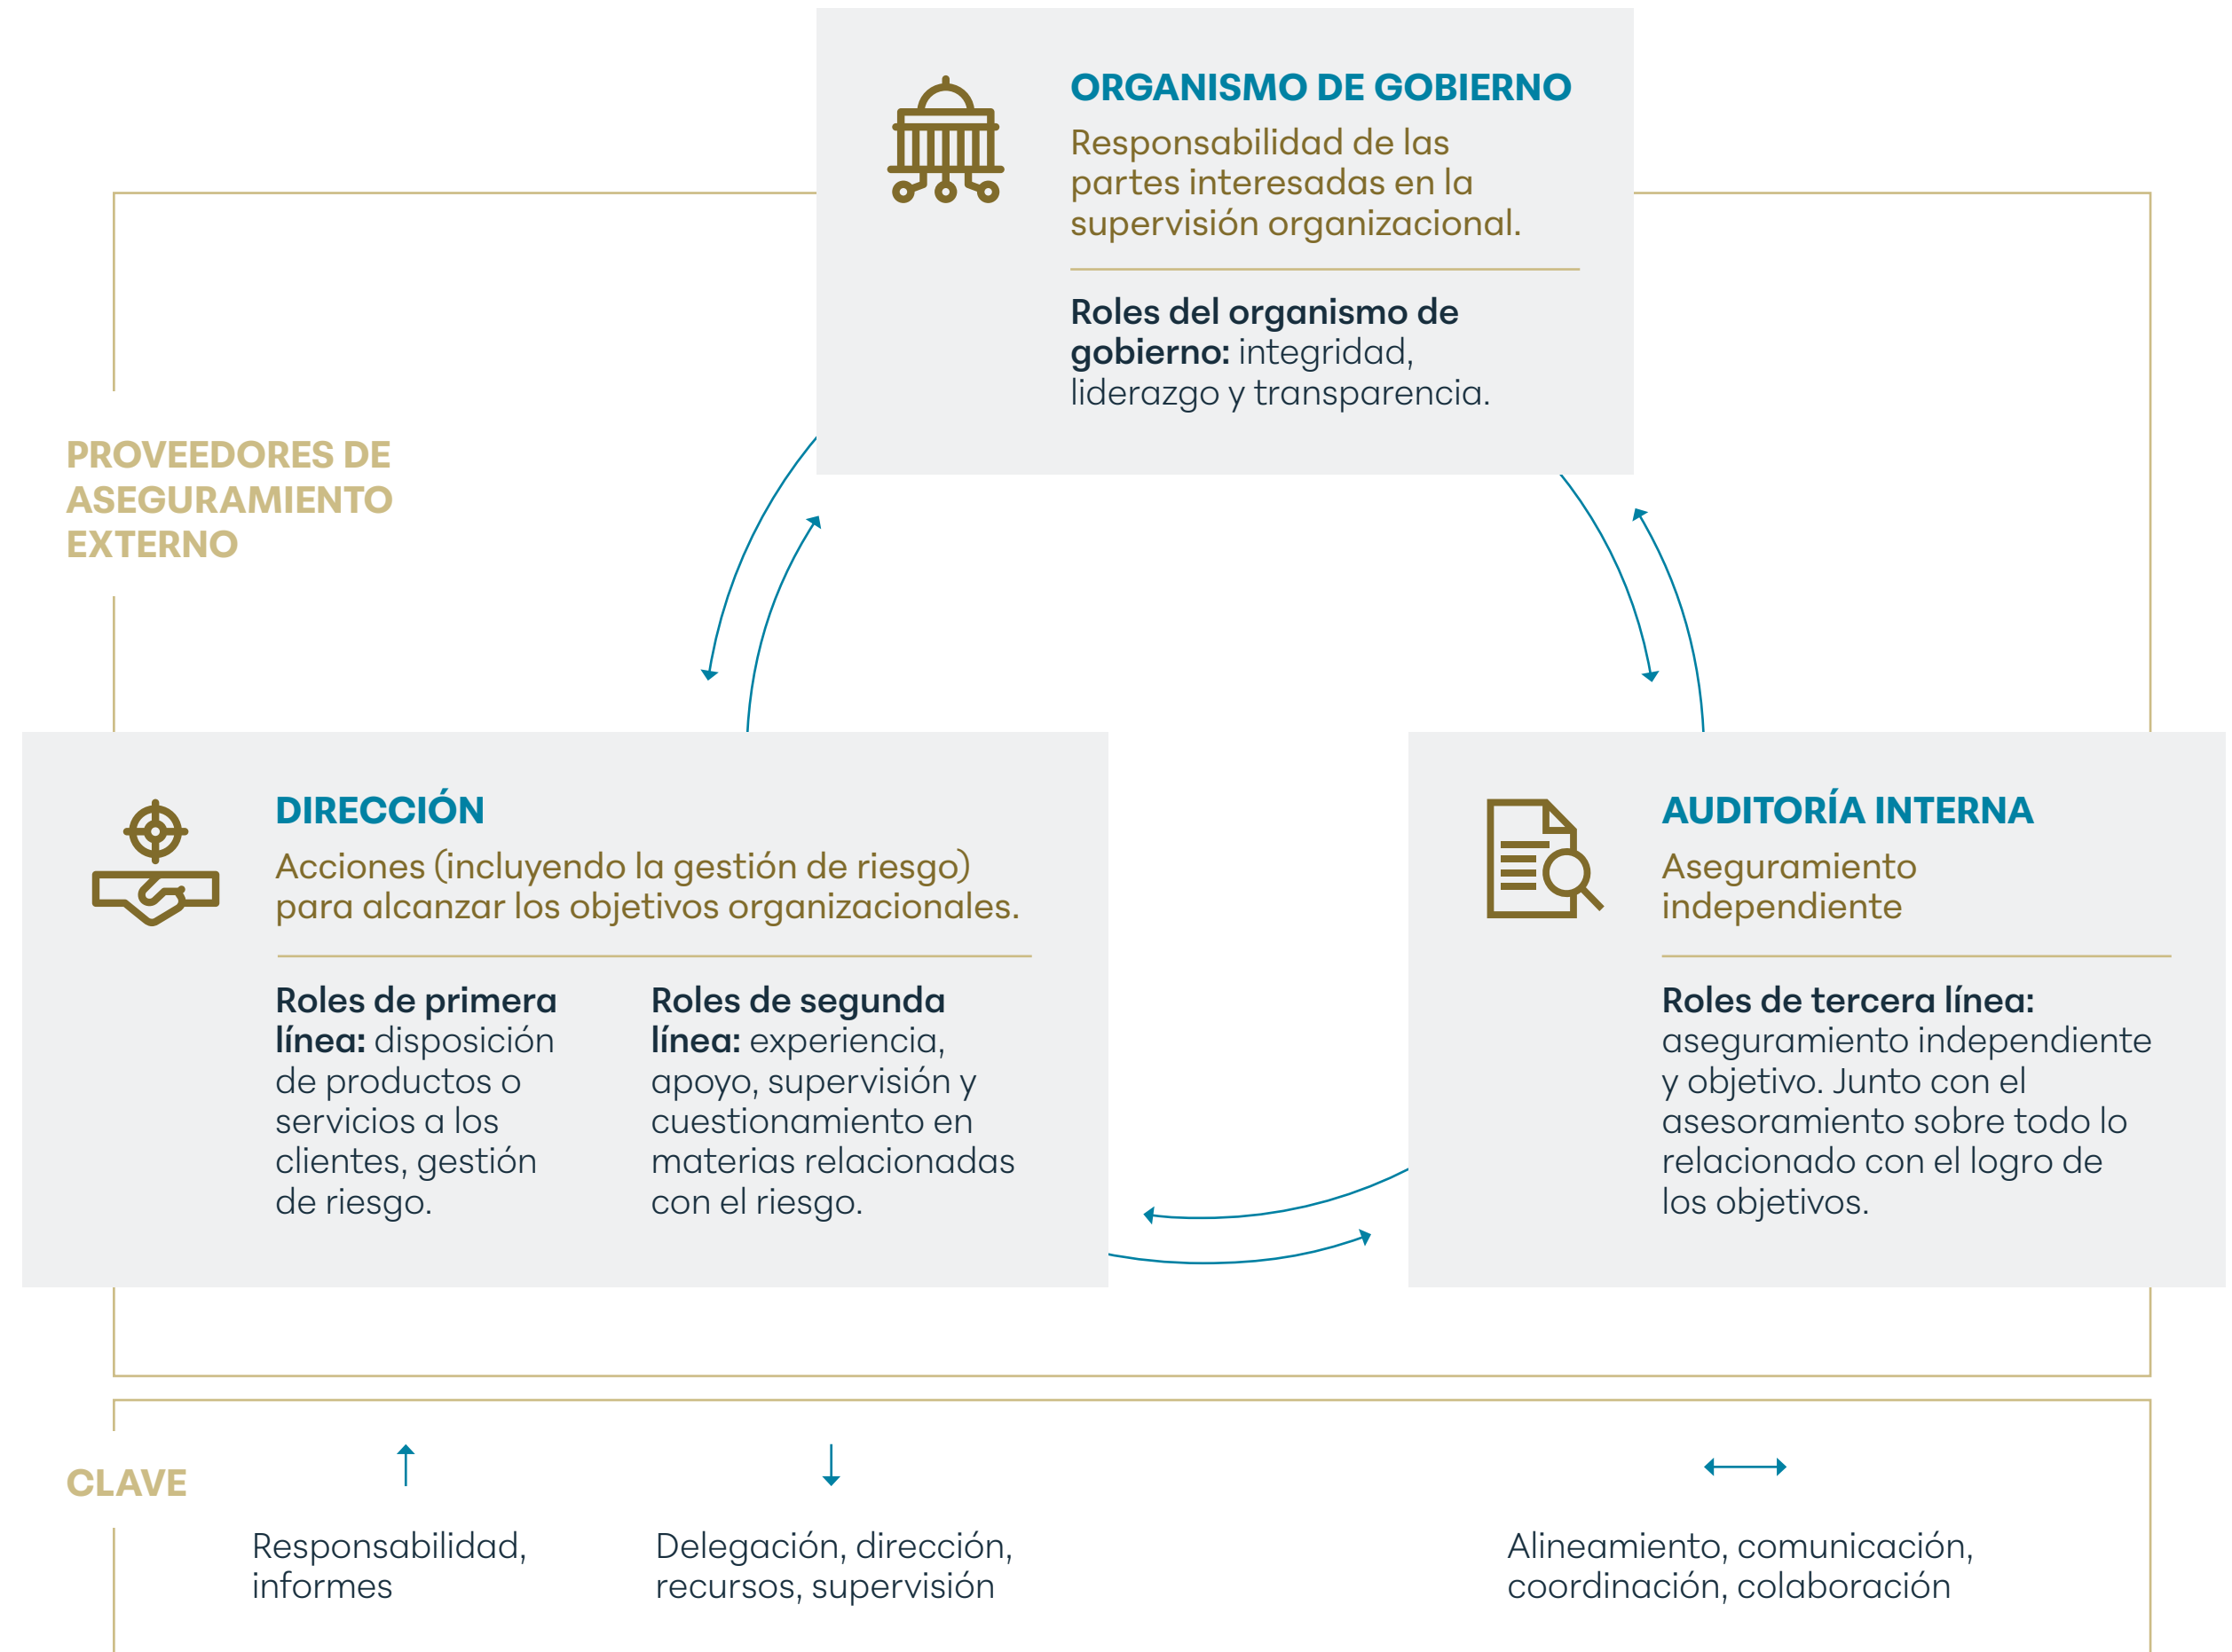 ORGANISMO DE GOBIERNO
Responsabilidad de las
partes interesadas en la
supervisión organizacional.
Roles del organismo de
gobierno: integridad,
liderazgo y transparencia.
PROVEEDORES DE
ASEGURAMIENTO
EXTERNO
DIRECCIÓN
Acciones (incluyendo la gestión de riesgo)
para alcanzar los objetivos organizacionales.
Roles de primera
línea: disposición
de productos o
servicios a los
clientes, gestión
de riesgo.
Roles de segunda
línea: experiencia,
apoyo, supervisión y
cuestionamiento en
materias relacionadas
con el riesgo.
AUDITORÍA INTERNA
Aseguramiento
independiente
Roles de tercera línea:
aseguramiento independiente
y objetivo. Junto con el
asesoramiento sobre todo lo
relacionado con el logro de
los objetivos.
CLAVE
Responsabilidad,
informes
Delegación, dirección,
recursos, supervisión
Alineamiento, comunicación,
coordinación, colaboración